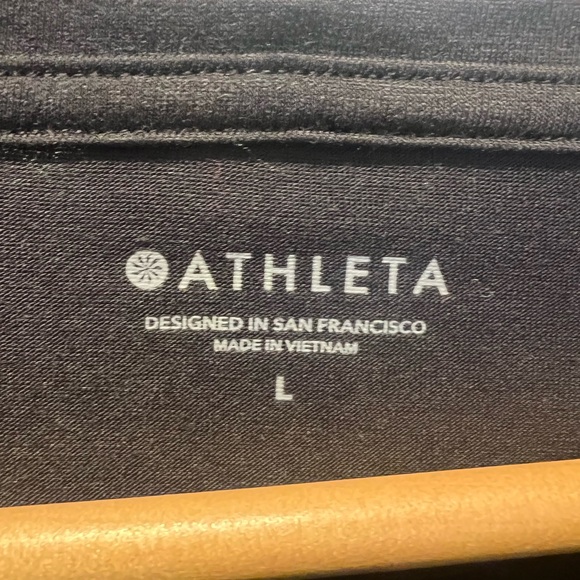 ATHLETA
DESIGNED IN SAN FRANCISCO
MADE IN VIETNAM
L